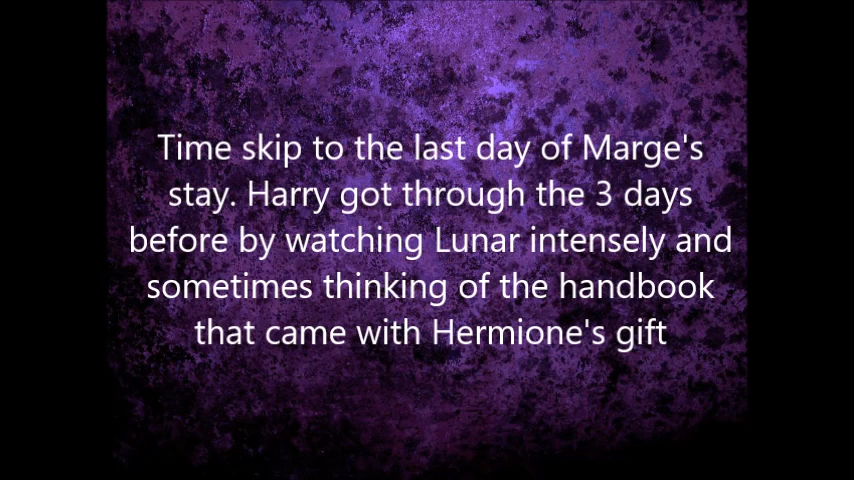 Time skip to the last day of Marge's
stay. Harry got through the 3 days
before by watching Lunar intensely and
sometimes thinking of the handbook
that came with Hermione's gift